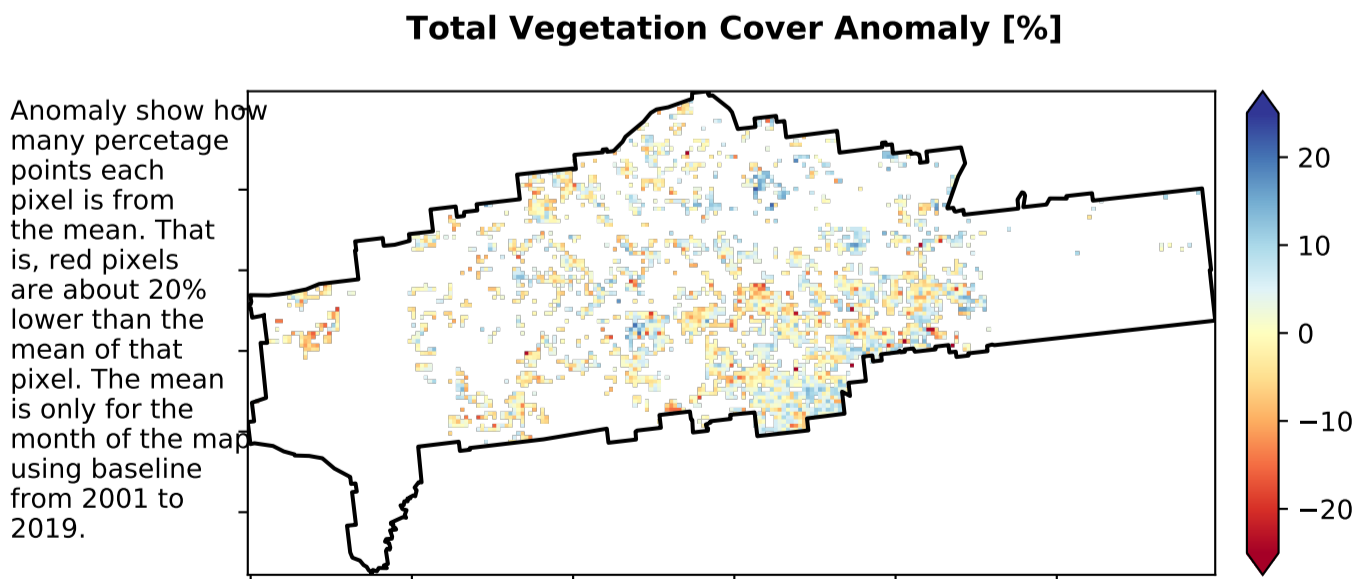 Total Vegetation Cover Anomaly [%]
Anomaly show how
many percetage
points each
pixel is from
the mean. That
is, red pixels
are about 20%
lower than the
mean of that
pixel. The mean
is only for the
month of the map
using baseline
from 2001 to
2019.
20
10
0
−10
−20